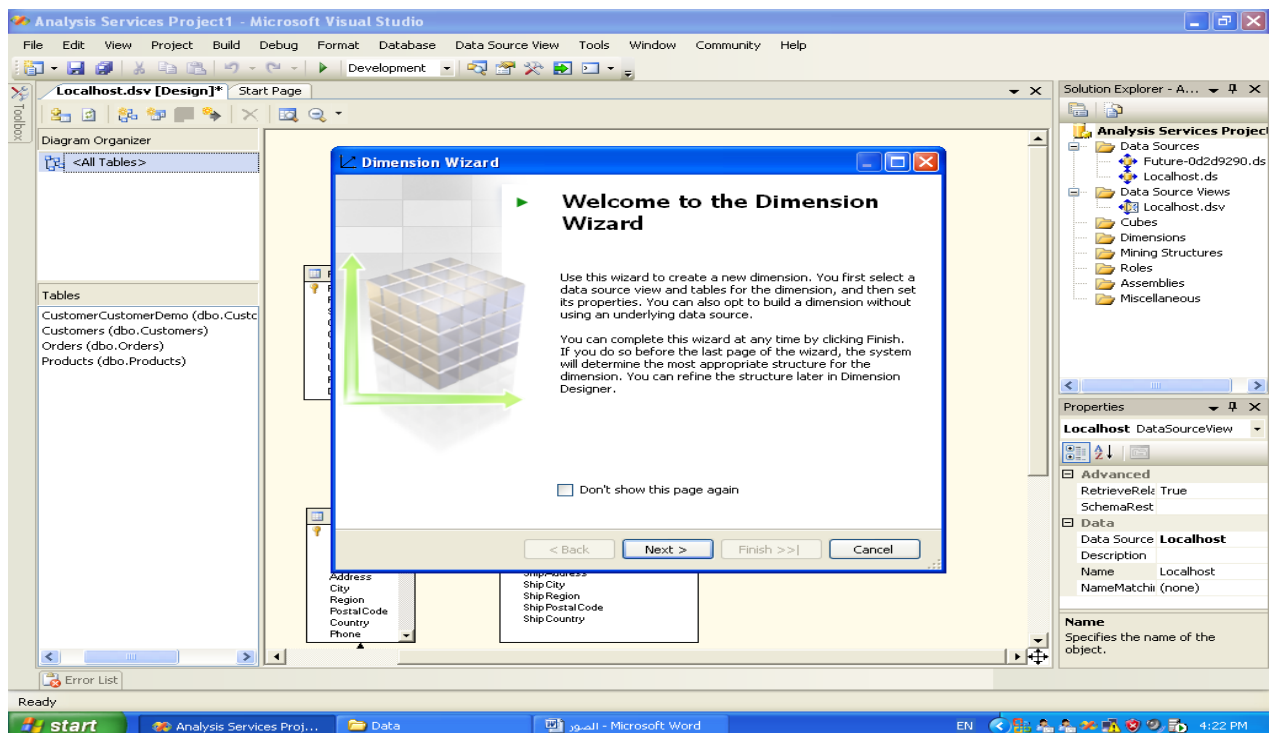 Analysis Services Project1 - Microsoft Visual Studio
File Edit View Project Build Debug Format Database Data Source View Tools Window Community Help
Development
Toolbox
Localhost.dsv [Design]* Start Page
Diagram Organizer
<All Tables>
Tables
CustomerCustomerDemo (dbo.Custc
Customers (dbo.Customers)
Orders (dbo.Orders)
Products (dbo.Products)
Dimension Wizard
Welcome to the Dimension
Wizard
Use this wizard to create a new dimension. You first select a
data source view and tables for the dimension, and then set
its properties. You can also opt to build a dimension without
using an underlying data source.
You can complete this wizard at any time by clicking Finish.
If you do so before the last page of the wizard, the system
will determine the most appropriate structure for the
dimension. You can refine the structure later in Dimension
Designer.
Don't show this page again
< Back Next > Finish >>| Cancel
Address
City
Region
PostalCode
Country
Phone
ShipAddress
ShipCity
ShipRegion
ShipPostalCode
ShipCountry
Solution Explorer - A...
Analysis Services Project
Data Sources
Future-0d2d9290.ds
Localhost.ds
Data Source Views
Localhost.dsv
Cubes
Dimensions
Mining Structures
Roles
Assemblies
Miscellaneous
Properties
Localhost DataSourceView
Advanced
RetrieveRela True
SchemaRest
Data
Data Source Localhost
Description
Name Localhost
NameMatchin (none)
Name
Specifies the name of the
object.
Error List
Ready
start Analysis Services Proj... Data الصور - Microsoft Word EN 4:22 PM